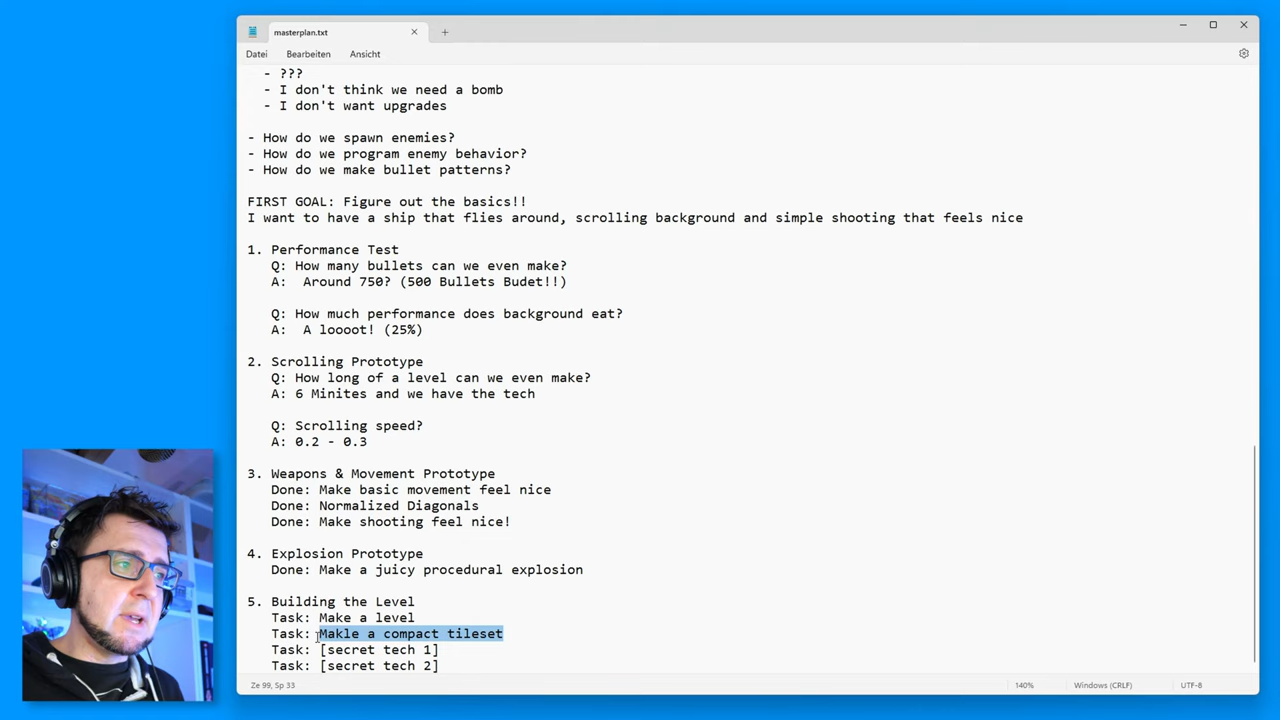 masterplan.txt
Datei
Bearbeiten
Ansicht
- ???
- I don't think we need a bomb
- I don't want upgrades
- How do we spawn enemies?
- How do we program enemy behavior?
- How do we make bullet patterns?
FIRST GOAL: Figure out the basics!!
I want to have a ship that flies around, scrolling background and simple shooting that feels nice
1. Performance Test
Q: How many bullets can we even make?
A:  Around 750? (500 Bullets Budet!!)
Q: How much performance does background eat?
A:  A loooot! (25%)
2. Scrolling Prototype
Q: How long of a level can we even make?
A: 6 Minites and we have the tech
Q: Scrolling speed?
A: 0.2 - 0.3
3. Weapons & Movement Prototype
Done: Make basic movement feel nice
Done: Normalized Diagonals
Done: Make shooting feel nice!
4. Explosion Prototype
Done: Make a juicy procedural explosion
5. Building the Level
Task: Make a level
Task: Makle a compact tileset
Task: [secret tech 1]
Task: [secret tech 2]
Ze 99, Sp 33
140%
Windows (CRLF)
UTF-8